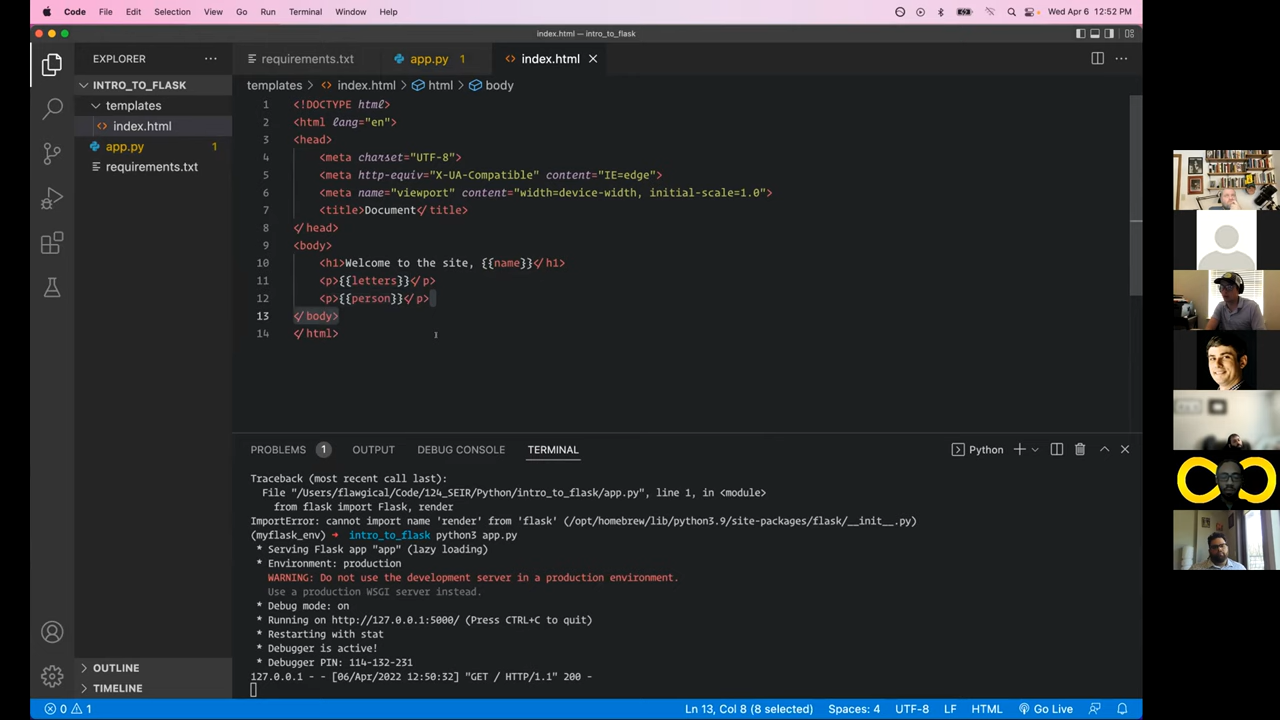 Code File Edit Selection View Go Run Terminal Window Help Wed Apr 6 12:52 PM
index.html — intro_to_flask
EXPLORER
requirements.txt app.py 1 index.html
INTRO_TO_FLASK
templates
index.html
app.py 1
requirements.txt
OUTLINE
TIMELINE
templates > index.html > html > body
1 <!DOCTYPE html>
2 <html lang="en">
3 <head>
4 <meta charset="UTF-8">
5 <meta http-equiv="X-UA-Compatible" content="IE=edge">
6 <meta name="viewport" content="width=device-width, initial-scale=1.0">
7 <title>Document</title>
8 </head>
9 <body>
10 <h1>Welcome to the site, {{name}}</h1>
11 <p>{{letters}}</p>
12 <p>{{person}}</p>
13 </body>
14 </html>
PROBLEMS 1 OUTPUT DEBUG CONSOLE TERMINAL Python
Traceback (most recent call last):
File "/Users/flawgical/Code/124_SEIR/Python/intro_to_flask/app.py", line 1, in <module>
from flask import Flask, render
ImportError: cannot import name 'render' from 'flask' (/opt/homebrew/lib/python3.9/site-packages/flask/__init__.py)
(myflask_env) ➜ intro_to_flask python3 app.py
* Serving Flask app "app" (lazy loading)
* Environment: production
WARNING: Do not use the development server in a production environment.
Use a production WSGI server instead.
* Debug mode: on
* Running on http://127.0.0.1:5000/ (Press CTRL+C to quit)
* Restarting with stat
* Debugger is active!
* Debugger PIN: 114-132-231
127.0.0.1 - - [06/Apr/2022 12:50:32] "GET / HTTP/1.1" 200 -
0 1 Ln 13, Col 8 (8 selected) Spaces: 4 UTF-8 LF HTML Go Live